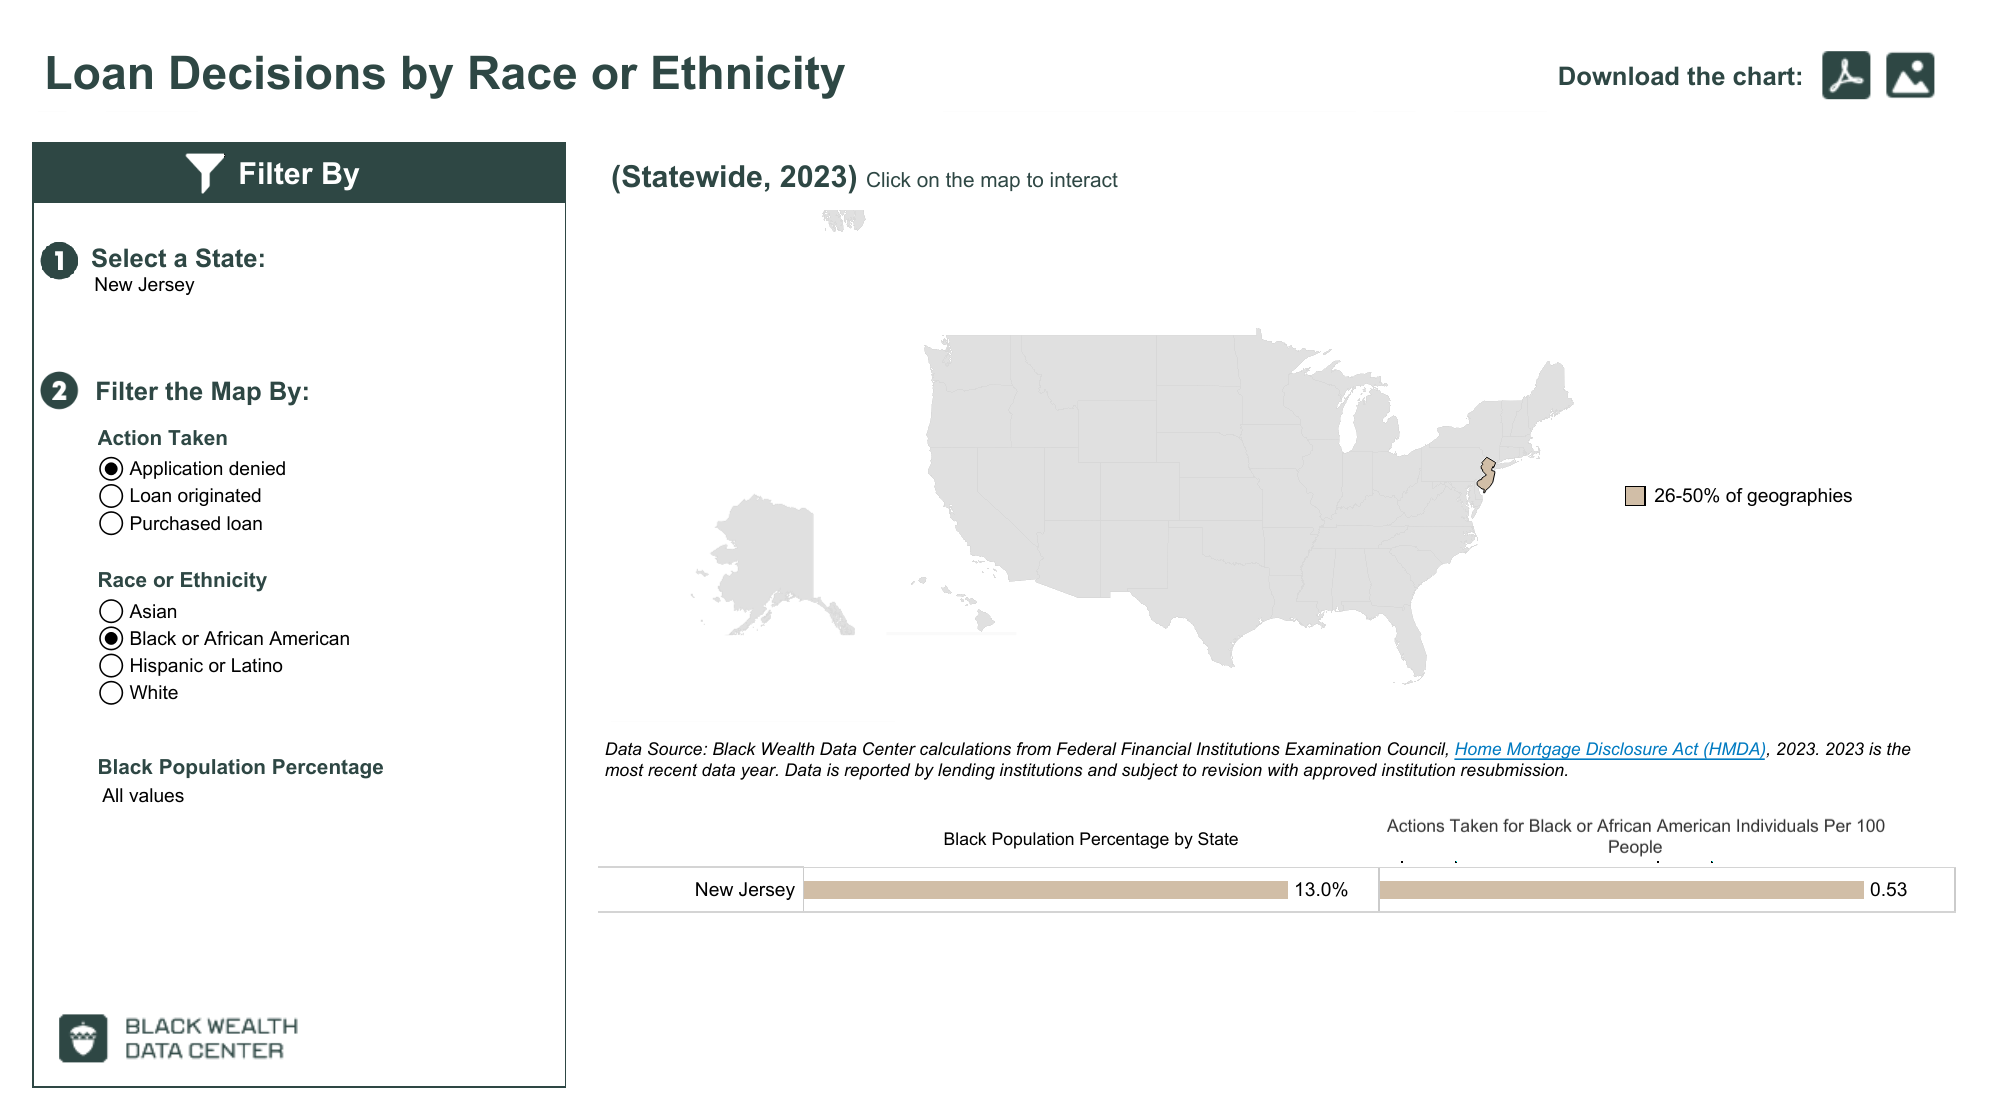 Loan Decisions by Race or Ethnicity
Download the chart:
Filter By
1 Select a State:
New Jersey
2 Filter the Map By:
Action Taken
Application denied
Loan originated
Purchased loan
Race or Ethnicity
Asian
Black or African American
Hispanic or Latino
White
Black Population Percentage
All values
BLACK WEALTH
DATA CENTER
(Statewide, 2023) Click on the map to interact
26-50% of geographies
Data Source: Black Wealth Data Center calculations from Federal Financial Institutions Examination Council, Home Mortgage Disclosure Act (HMDA), 2023. 2023 is the
most recent data year. Data is reported by lending institutions and subject to revision with approved institution resubmission.
Black Population Percentage by State
Actions Taken for Black or African American Individuals Per 100
People
New Jersey 13.0% 0.53